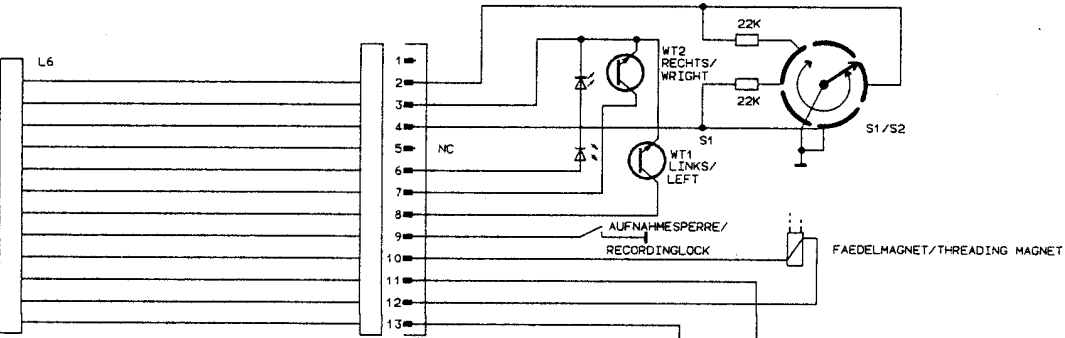 L6
1
2
3
4
5
6
7
8
9
10
11
12
13
NC
WT2
RECHTS/
WRIGHT
22K
22K
S1
S1/S2
WT1
LINKS/
LEFT
AUFNAHMESPERRE/
RECORDINGLOCK
FAEDELMAGNET/THREADING MAGNET